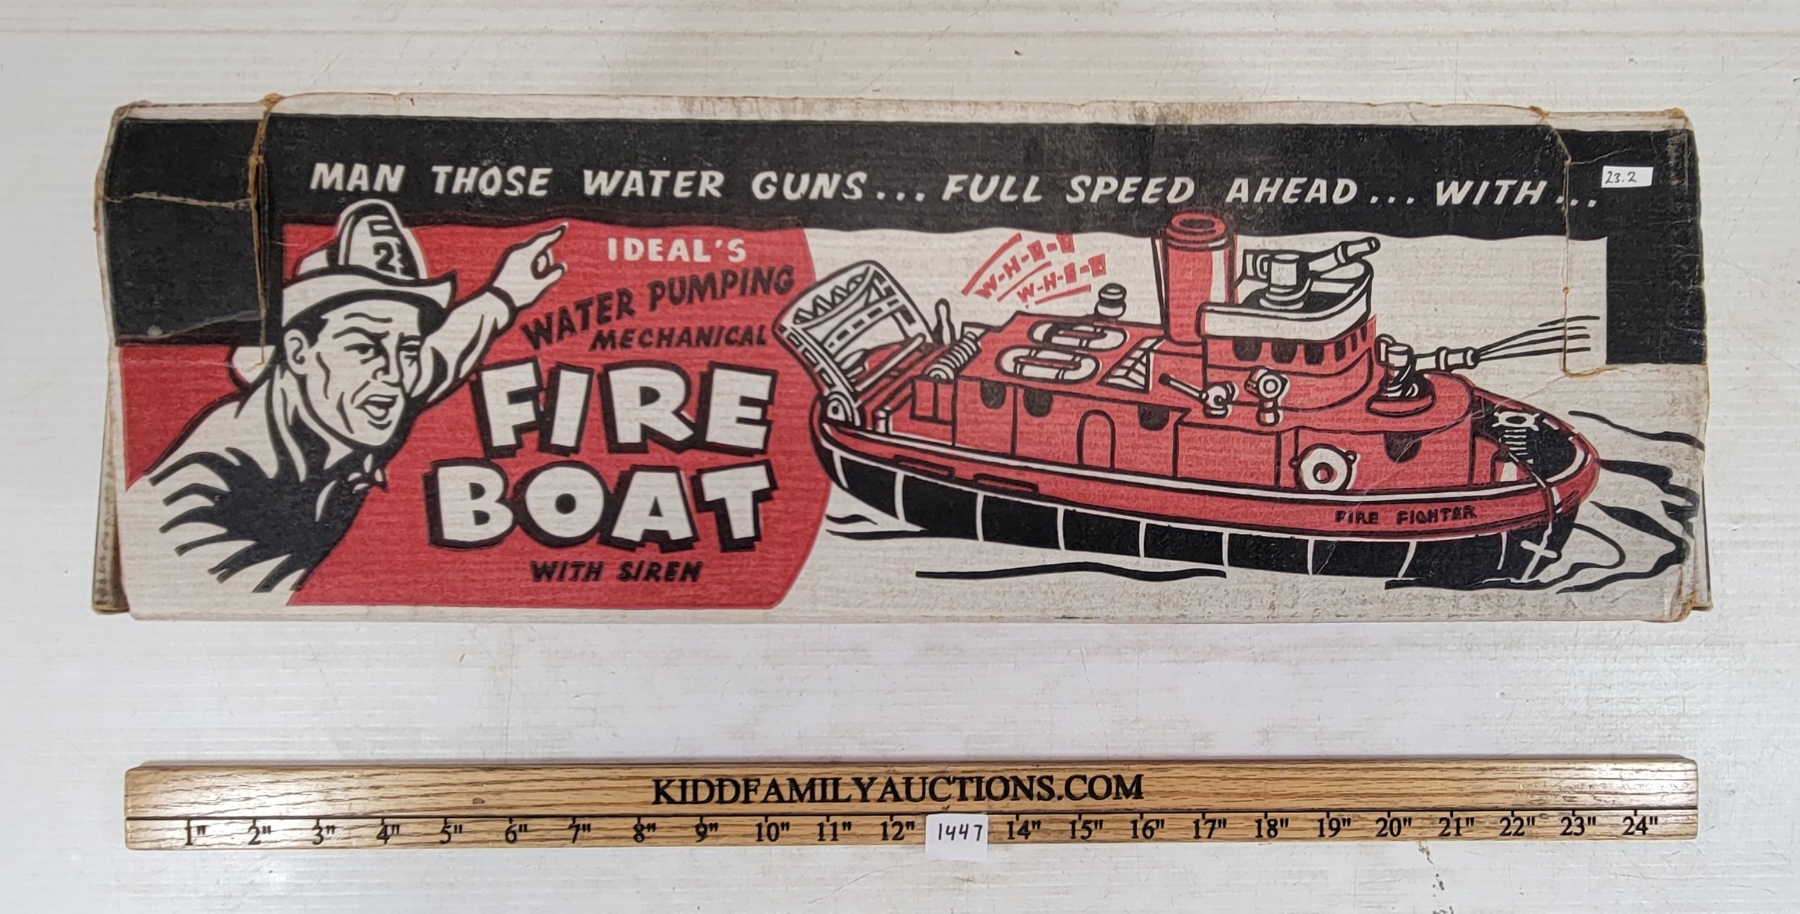 MAN THOSE WATER GUNS... FULL SPEED AHEAD... WITH...
23.2
IDEAL'S
WATER PUMPING
MECHANICAL
FIRE
BOAT
WITH SIREN
W-H-E-E
W-H-E-E
FIRE FIGHTER
KIDDFAMILYAUCTIONS.COM
1" 2" 3" 4" 5" 6" 7" 8" 9" 10" 11" 12" 1447 14" 15" 16" 17" 18" 19" 20" 21" 22" 23" 24"